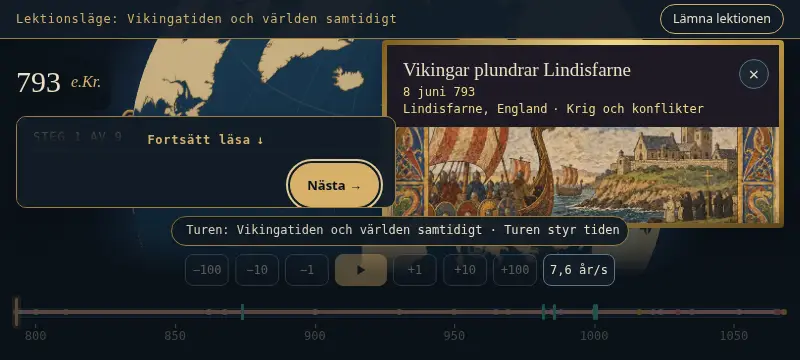 Lektionsläge: Vikingatiden och världen samtidigt
Lämna lektionen
793 e.Kr.
Vikingar plundrar Lindisfarne
8 juni 793
Lindisfarne, England · Krig och konflikter
×
STEG 1 AV 9
Fortsätt läsa ↓
Nästa →
Turen: Vikingatiden och världen samtidigt · Turen styr tiden
−100 −10 −1 ▶ +1 +10 +100 7,6 år/s
800 850 900 950 1000 1050